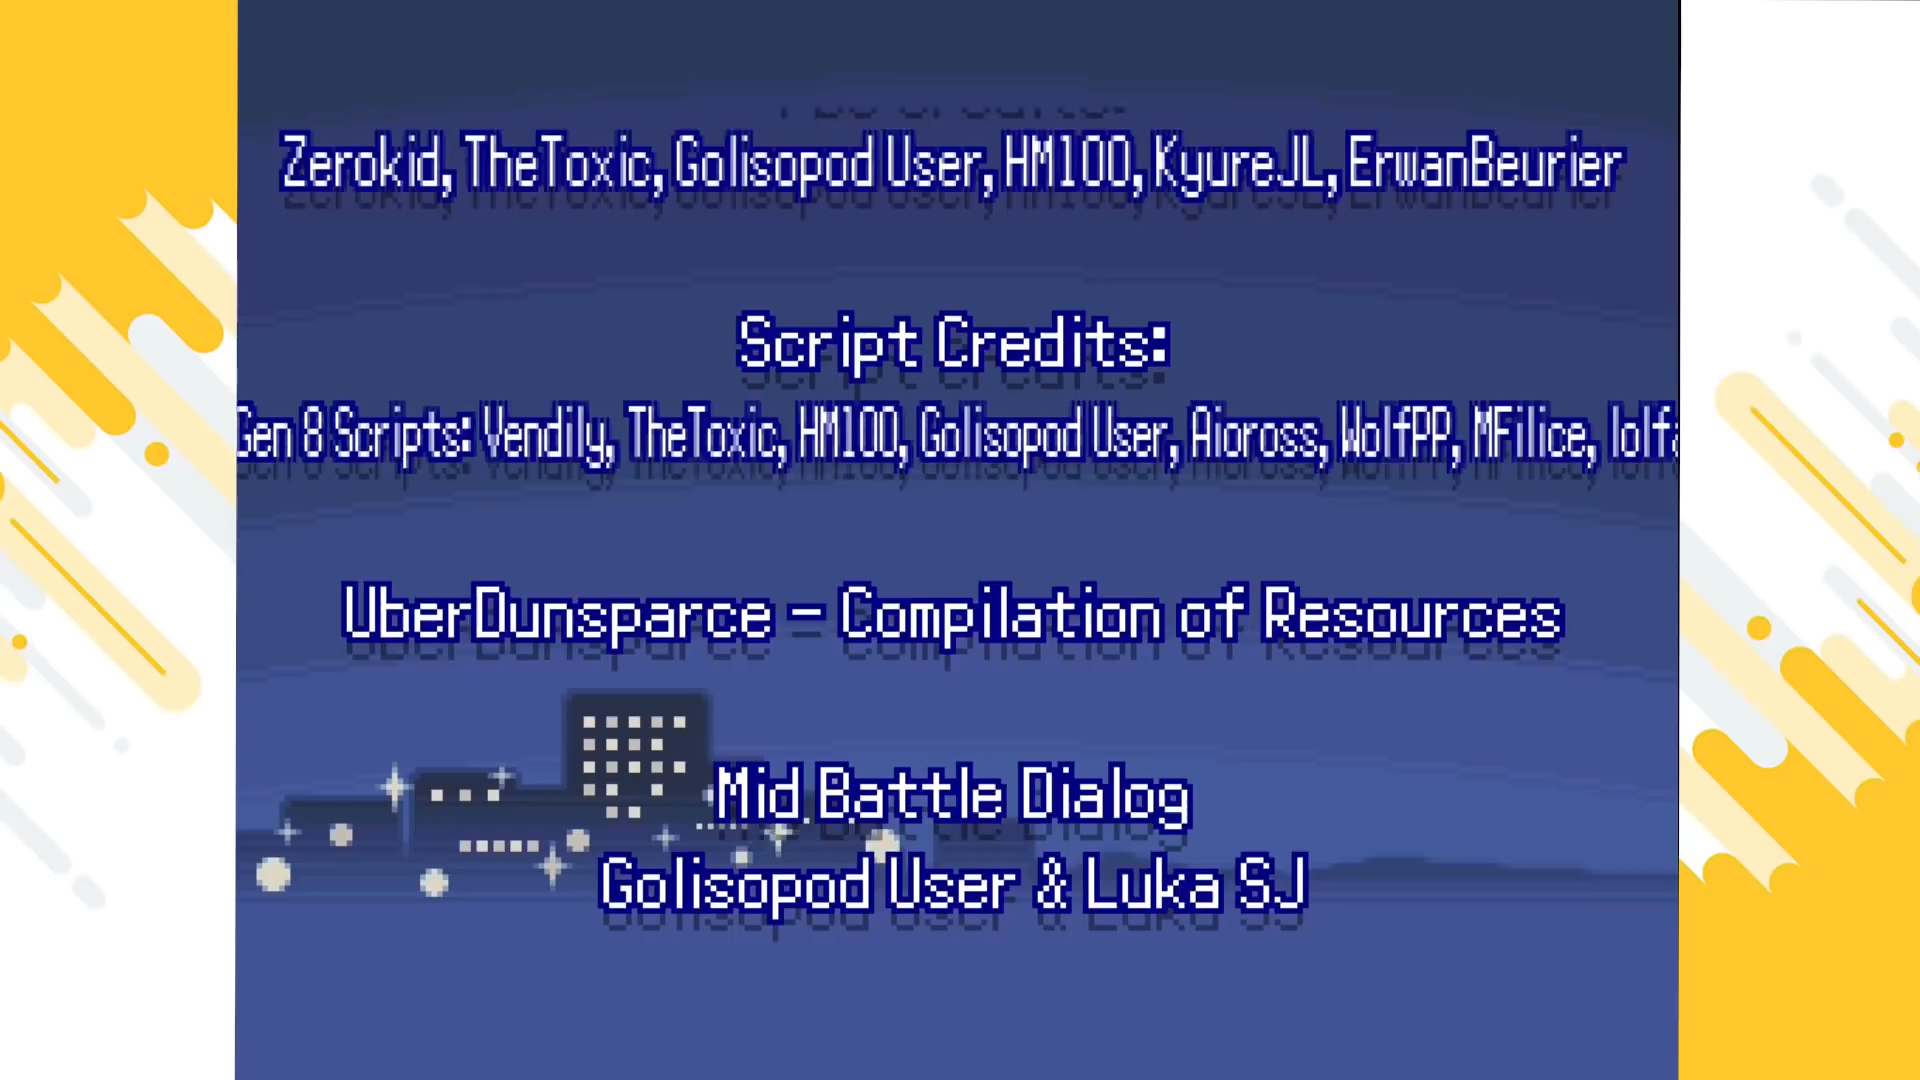 Zerokid, TheToxic, Golisopod User, HM100, KyureJL, ErwanBeurier
Script Credits:
Gen 8 Scripts: Vendily, TheToxic, HM100, Golisopod User, Aioross, WolfPP, MFilice, lolfa
UberDunsparce - Compilation of Resources
Mid Battle Dialog
Golisopod User & Luka SJ